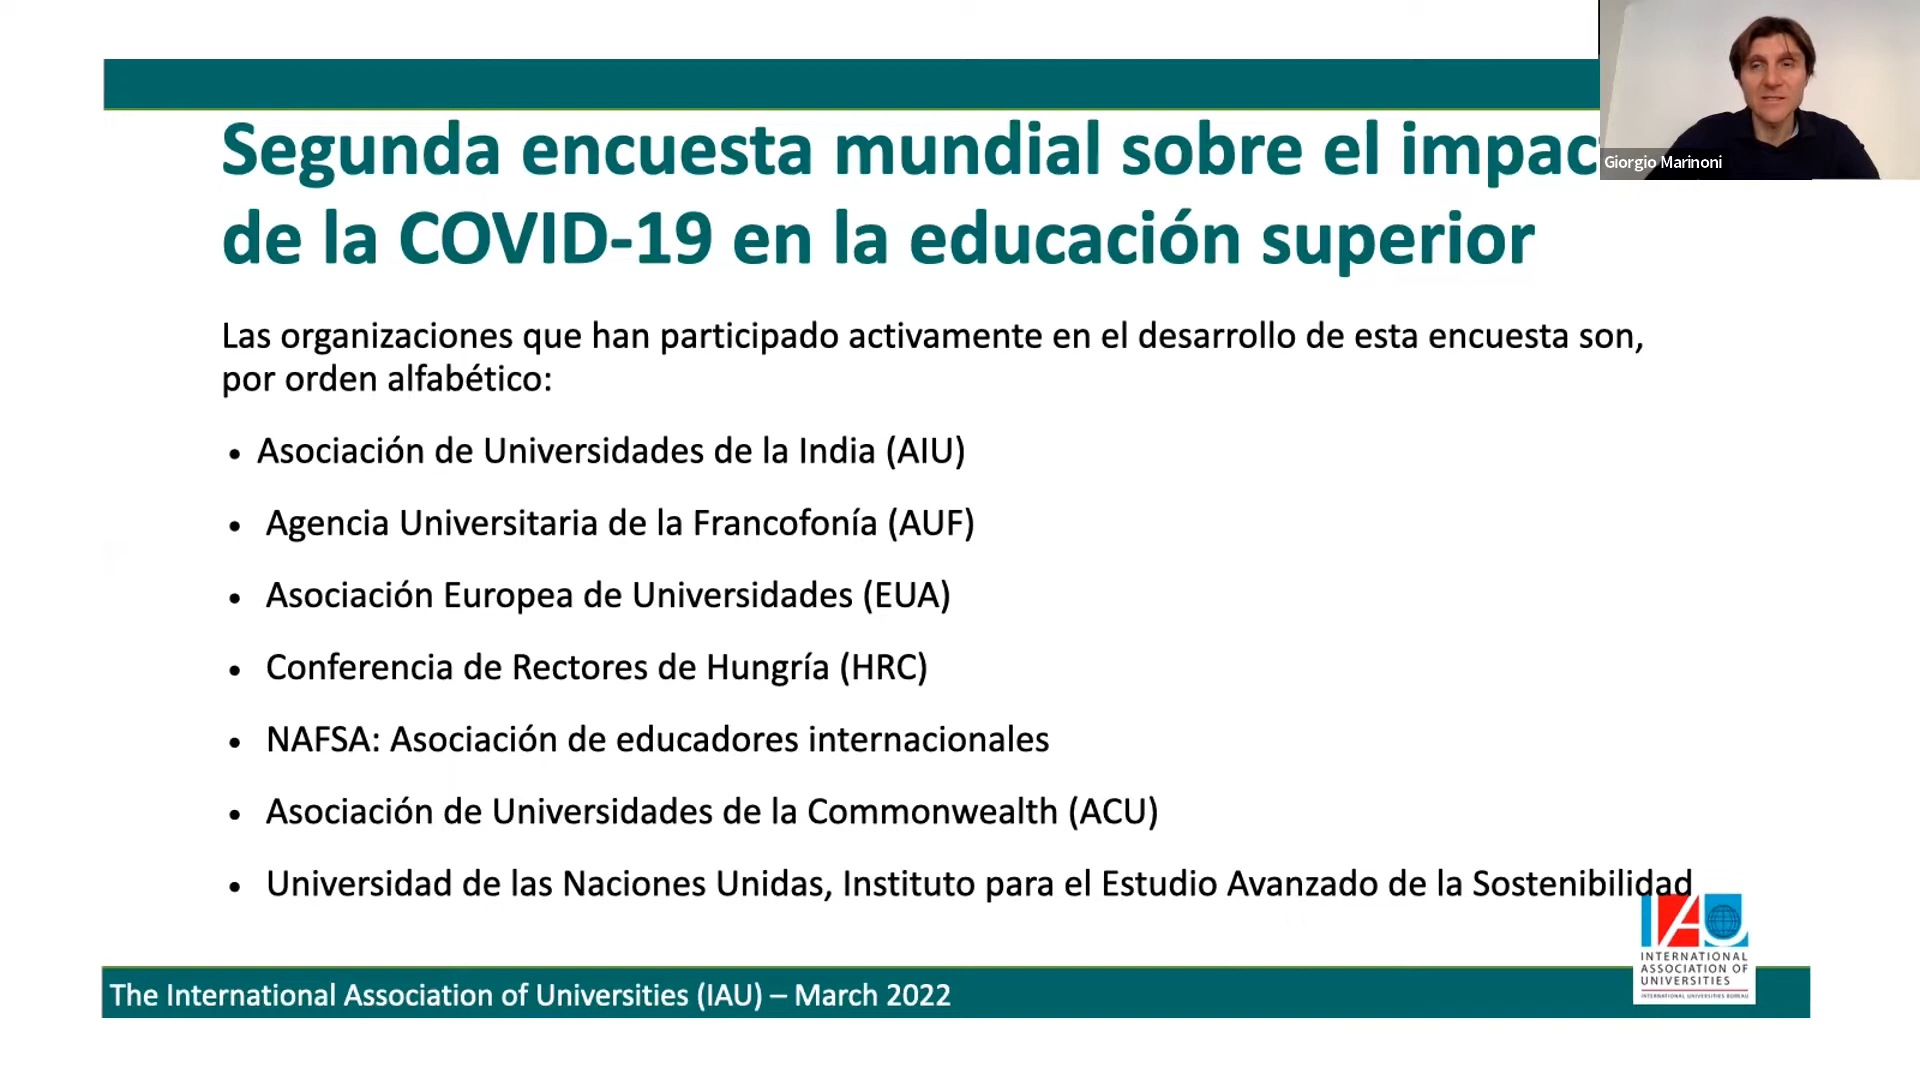 Segunda encuesta mundial sobre el impac
de la COVID-19 en la educación superior
Giorgio Marinoni
Las organizaciones que han participado activamente en el desarrollo de esta encuesta son,
por orden alfabético:
• Asociación de Universidades de la India (AIU)
• Agencia Universitaria de la Francofonía (AUF)
• Asociación Europea de Universidades (EUA)
• Conferencia de Rectores de Hungría (HRC)
• NAFSA: Asociación de educadores internacionales
• Asociación de Universidades de la Commonwealth (ACU)
• Universidad de las Naciones Unidas, Instituto para el Estudio Avanzado de la Sostenibilidad
IAU
INTERNATIONAL
ASSOCIATION OF
UNIVERSITIES
INTERNATIONAL UNIVERSITIES BUREAU
The International Association of Universities (IAU) – March 2022